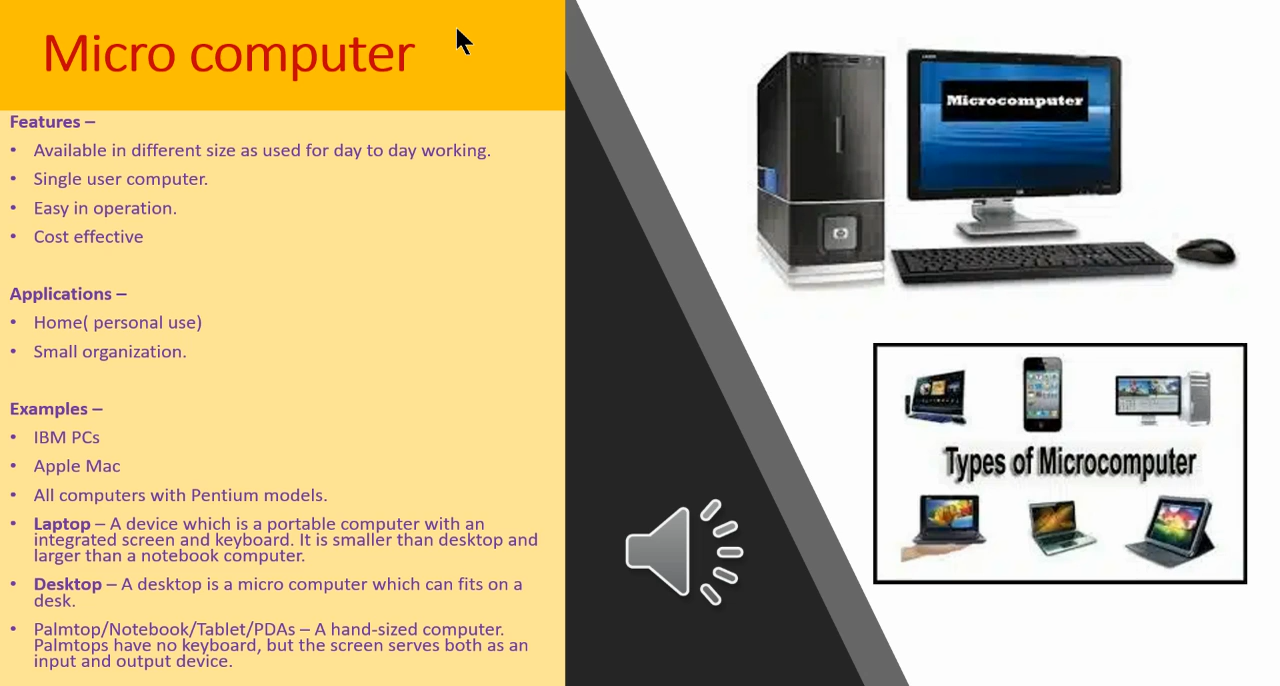 Micro computer
Features –
• Available in different size as used for day to day working.
• Single user computer.
• Easy in operation.
• Cost effective
Applications –
• Home( personal use)
• Small organization.
Examples –
• IBM PCs
• Apple Mac
• All computers with Pentium models.
• Laptop – A device which is a portable computer with an
integrated screen and keyboard. It is smaller than desktop and
larger than a notebook computer.
• Desktop – A desktop is a micro computer which can fits on a
desk.
• Palmtop/Notebook/Tablet/PDAs – A hand-sized computer.
Palmtops have no keyboard, but the screen serves both as an
input and output device.
Microcomputer
Types of Microcomputer